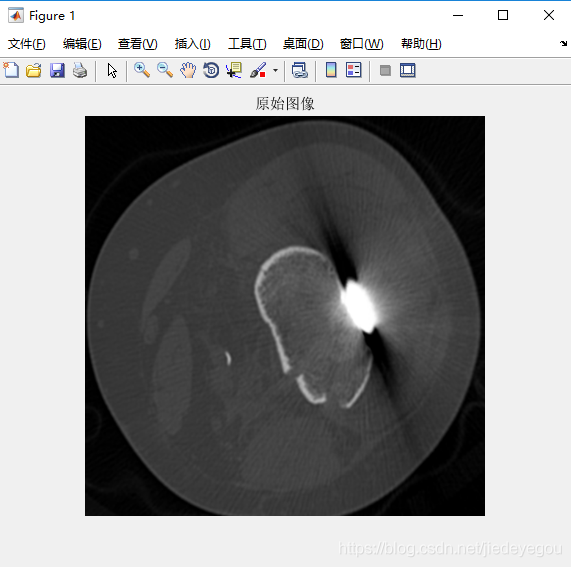 Figure 1
文件(F) 编辑(E) 查看(V) 插入(I) 工具(T) 桌面(D) 窗口(W) 帮助(H)
原始图像
https://blog.csdn.net/jiedeyegou